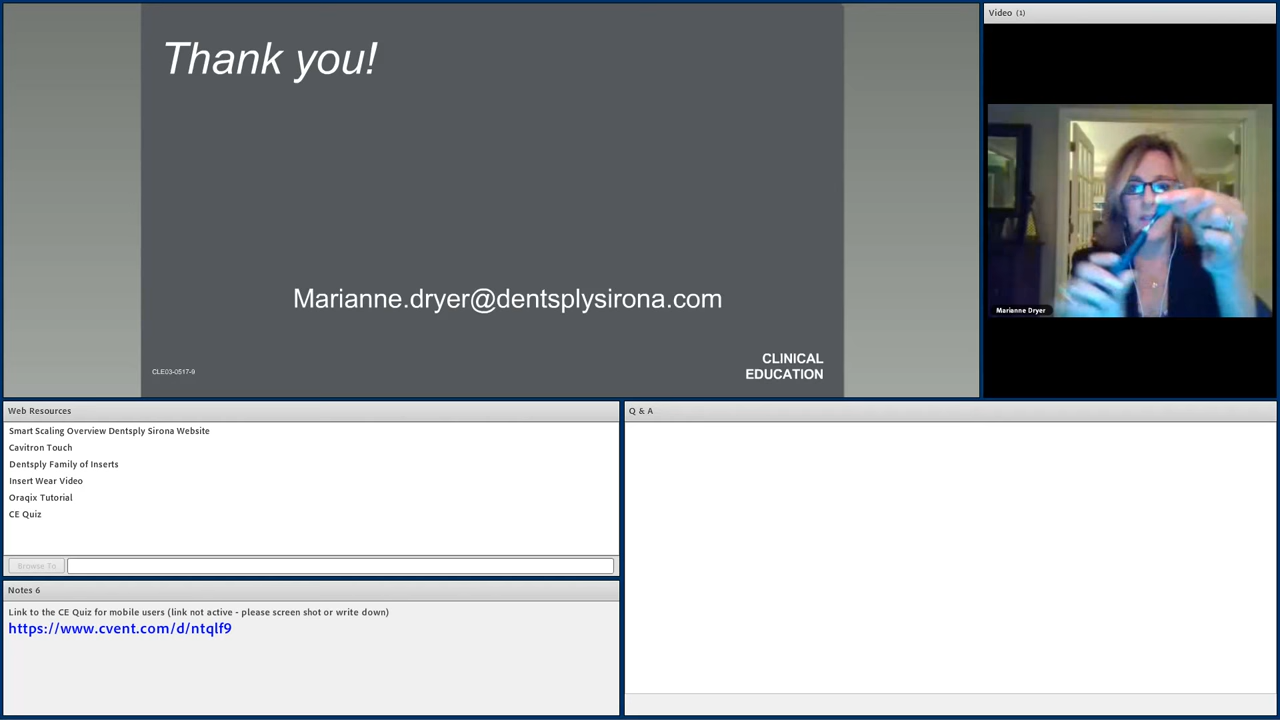 Thank you!
Marianne.dryer@dentsplysirona.com
CLINICAL
EDUCATION
CLE03-0517-9
Video (1)
Marianne Dryer
Web Resources
Smart Scaling Overview Dentsply Sirona Website
Cavitron Touch
Dentsply Family of Inserts
Insert Wear Video
Oraqix Tutorial
CE Quiz
Browse To
Notes 6
Link to the CE Quiz for mobile users (link not active - please screen shot or write down)
https://www.cvent.com/d/ntqlf9
Q & A